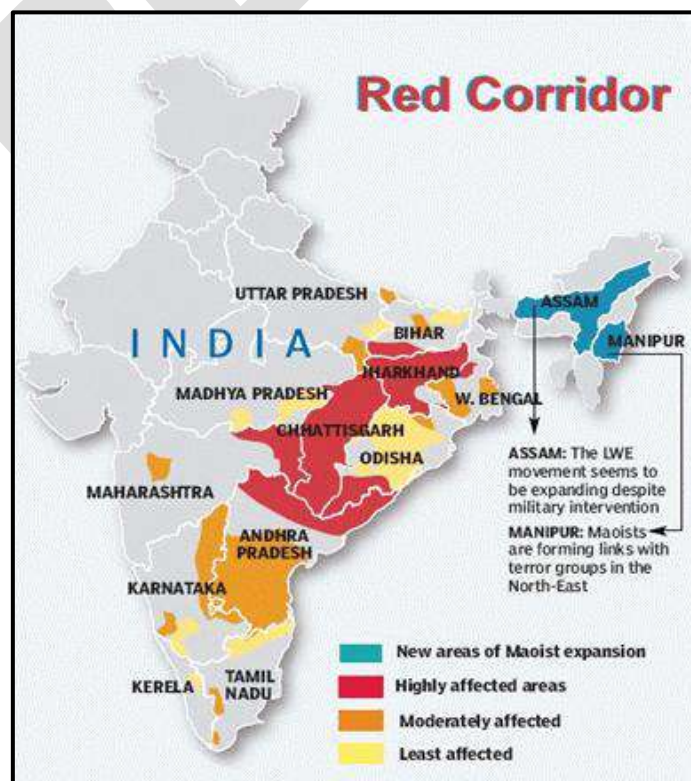 Red Corridor
UTTAR PRADESH
INDIA
BIHAR
ASSAM
MANIPUR
JHARKHAND
MADHYA PRADESH
W. BENGAL
CHHATTISGARH
ODISHA
MAHARASHTRA
ANDHRA
PRADESH
KARNATAKA
KERELA
TAMIL
NADU
ASSAM: The LWE
movement seems to
be expanding despite
military intervention
MANIPUR: Maoists
are forming links with
terror groups in the
North-East
New areas of Maoist expansion
Highly affected areas
Moderately affected
Least affected